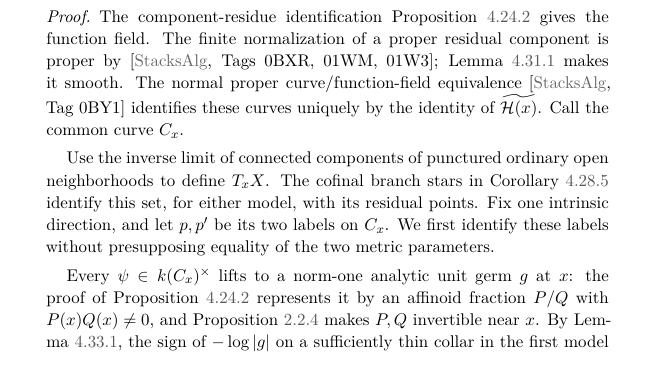 Proof. The component-residue identification Proposition 4.24.2 gives the
function field. The finite normalization of a proper residual component is
proper by [StacksAlg, Tags 0BXR, 01WM, 01W3]; Lemma 4.31.1 makes
it smooth. The normal proper curve/function-field equivalence [StacksAlg,
Tag 0BY1] identifies these curves uniquely by the identity of $\widetilde{\mathcal{H}(x)}$. Call the
common curve $C_x$.
Use the inverse limit of connected components of punctured ordinary open
neighborhoods to define $T_xX$. The cofinal branch stars in Corollary 4.28.5
identify this set, for either model, with its residual points. Fix one intrinsic
direction, and let $p, p'$ be its two labels on $C_x$. We first identify these labels
without presupposing equality of the two metric parameters.
Every $\psi \in k(C_x)^\times$ lifts to a norm-one analytic unit germ $g$ at $x$: the
proof of Proposition 4.24.2 represents it by an affinoid fraction $P/Q$ with
$P(x)Q(x) \neq 0$, and Proposition 2.2.4 makes $P, Q$ invertible near $x$. By Lem-
ma 4.33.1, the sign of $-\log|g|$ on a sufficiently thin collar in the first model